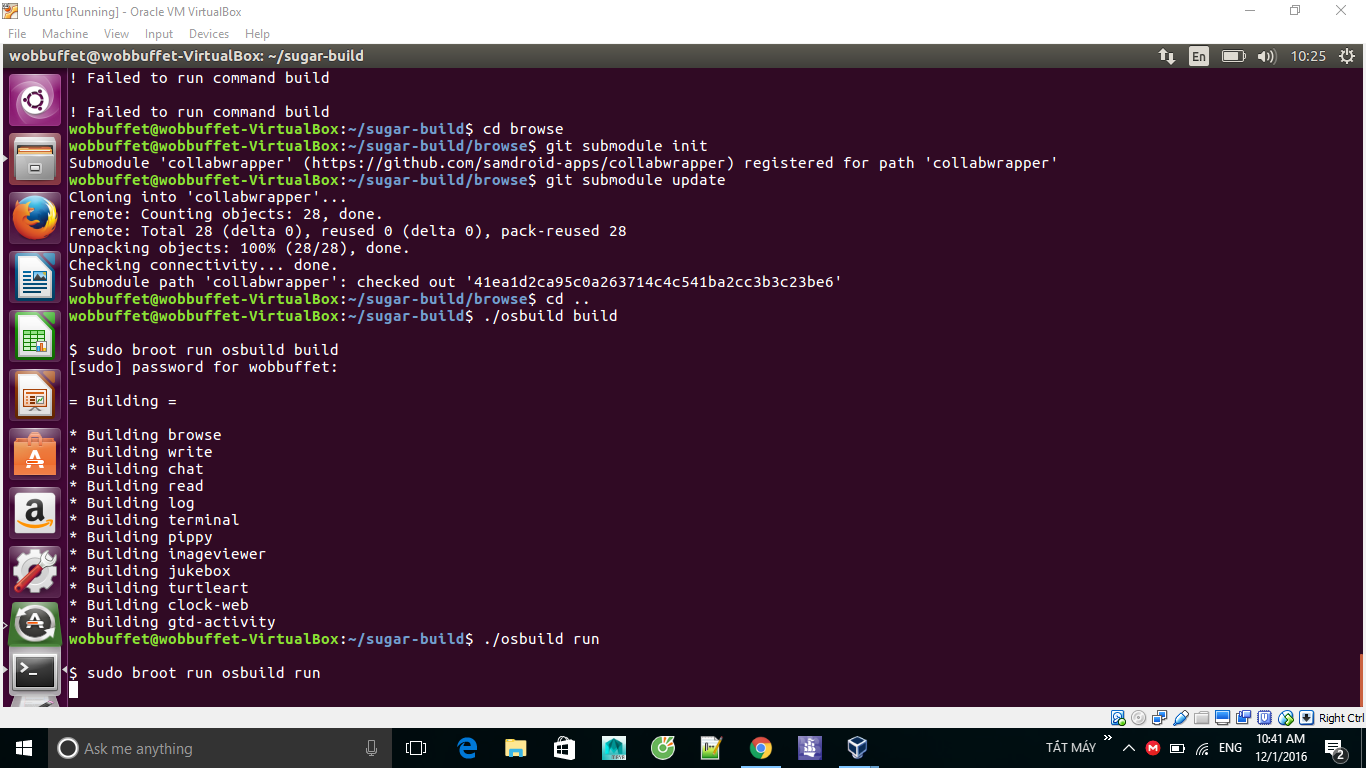 Ubuntu [Running] - Oracle VM VirtualBox
File Machine View Input Devices Help
wobbuffet@wobbuffet-VirtualBox: ~/sugar-build En 10:25
! Failed to run command build
! Failed to run command build
wobbuffet@wobbuffet-VirtualBox:~/sugar-build$ cd browse
wobbuffet@wobbuffet-VirtualBox:~/sugar-build/browse$ git submodule init
Submodule 'collabwrapper' (https://github.com/samdroid-apps/collabwrapper) registered for path 'collabwrapper'
wobbuffet@wobbuffet-VirtualBox:~/sugar-build/browse$ git submodule update
Cloning into 'collabwrapper'...
remote: Counting objects: 28, done.
remote: Total 28 (delta 0), reused 0 (delta 0), pack-reused 28
Unpacking objects: 100% (28/28), done.
Checking connectivity... done.
Submodule path 'collabwrapper': checked out '41ea1d2ca95c0a263714c4c541ba2cc3b3c23be6'
wobbuffet@wobbuffet-VirtualBox:~/sugar-build/browse$ cd ..
wobbuffet@wobbuffet-VirtualBox:~/sugar-build$ ./osbuild build
$ sudo broot run osbuild build
[sudo] password for wobbuffet:
= Building =
* Building browse
* Building write
* Building chat
* Building read
* Building log
* Building terminal
* Building pippy
* Building imageviewer
* Building jukebox
* Building turtleart
* Building clock-web
* Building gtd-activity
wobbuffet@wobbuffet-VirtualBox:~/sugar-build$ ./osbuild run
$ sudo broot run osbuild run
Right Ctrl
Ask me anything
TẮT MÁY
ENG
10:41 AM
12/1/2016
2